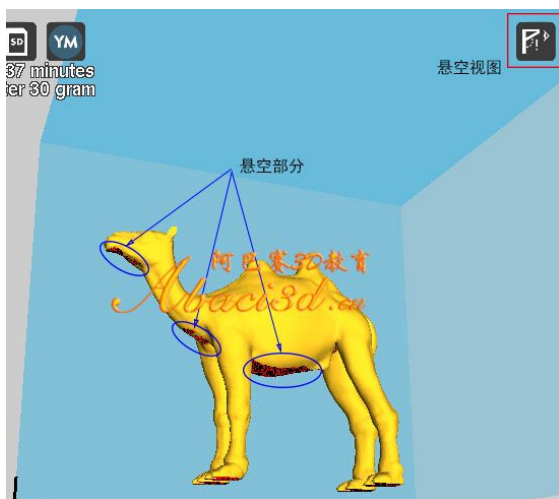 SD
YM
37 minutes
ter 30 gram
悬空视图
悬空部分
阿巴赛3D教育
Abaci3d.cn